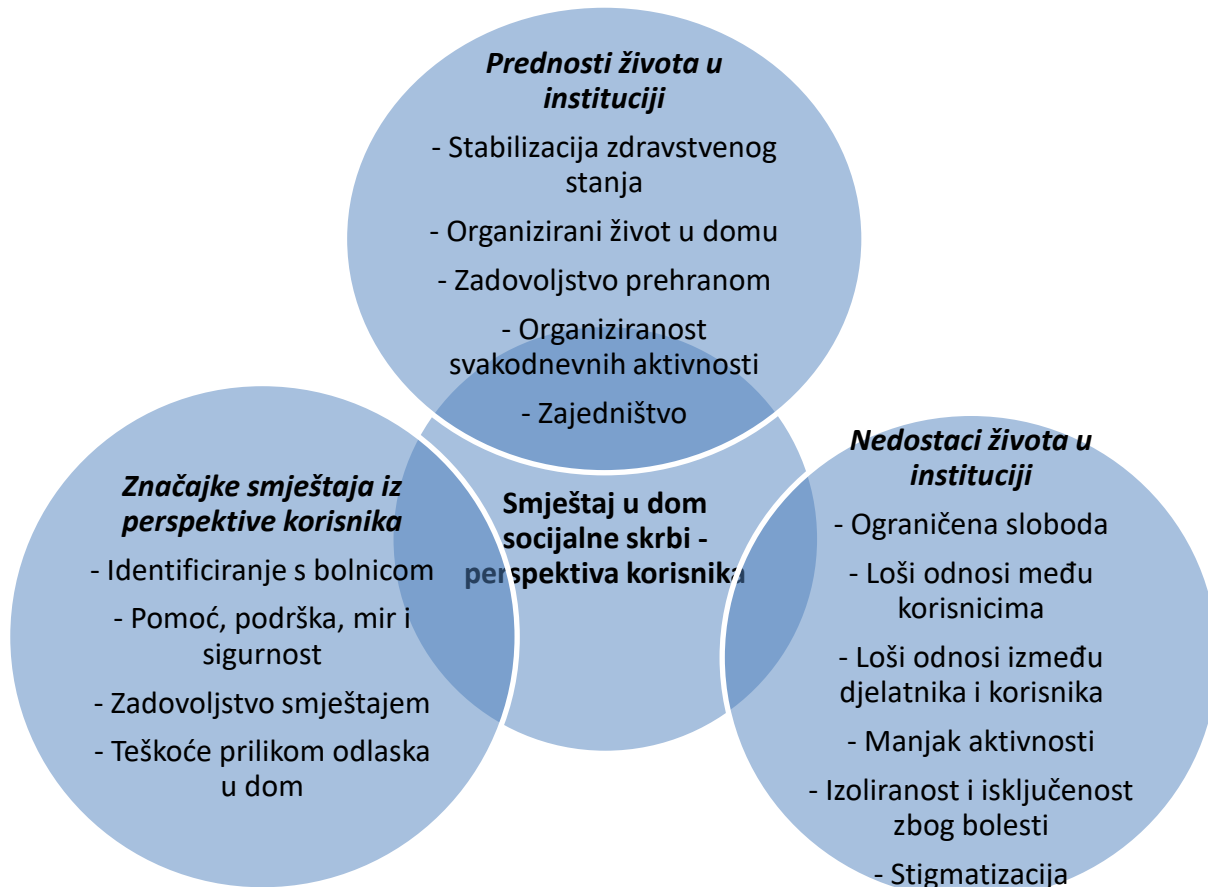 Prednosti života u
instituciji
- Stabilizacija zdravstvenog
stanja
- Organizirani život u domu
- Zadovoljstvo prehranom
- Organiziranost
svakodnevnih aktivnosti
- Zajedništvo
Značajke smještaja iz
perspektive korisnika
- Identificiranje s bolnicom
- Pomoć, podrška, mir i
sigurnost
- Zadovoljstvo smještajem
- Teškoće prilikom odlaska
u dom
Smještaj u dom
socijalne skrbi -
perspektiva korisnika
Nedostaci života u
instituciji
- Ograničena sloboda
- Loši odnosi među
korisnicima
- Loši odnosi između
djelatnika i korisnika
- Manjak aktivnosti
- Izoliranost i isključenost
zbog bolesti
- Stigmatizacija